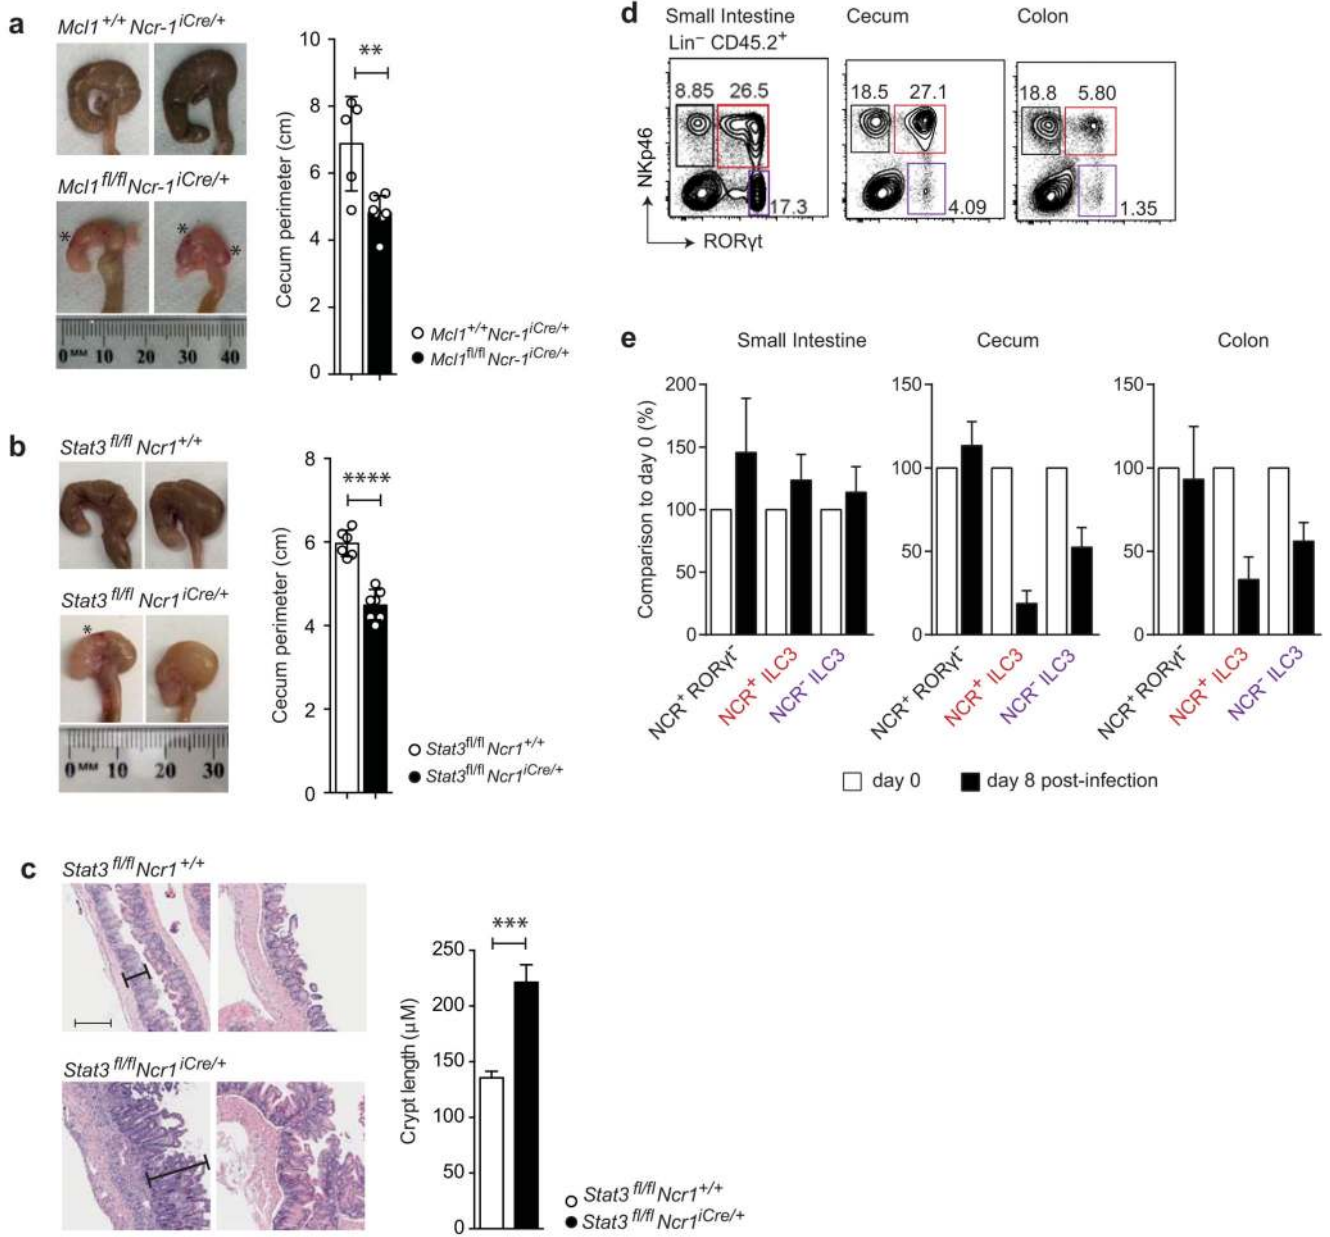 a
Mcl1+/+ Ncr-1iCre/+
Mcl1fl/fl Ncr-1iCre/+
* * *
0 MM 10 20 30 40
Cecum perimeter (cm)
10
8
6
4
2
0
**
Mcl1+/+ Ncr-1iCre/+
Mcl1fl/fl Ncr-1iCre/+
b
Stat3 fl/fl Ncr1+/+
Stat3 fl/fl Ncr1iCre/+
*
0 MM 10 20 30
Cecum perimeter (cm)
8
6
4
2
0
****
Stat3fl/fl Ncr1+/+
Stat3fl/fl Ncr1iCre/+
c
Stat3 fl/fl Ncr1+/+
Stat3 fl/fl Ncr1iCre/+
Crypt length (µM)
250
200
150
100
50
0
***
Stat3 fl/fl Ncr1+/+
Stat3 fl/fl Ncr1iCre/+
d
Small Intestine Cecum Colon
Lin− CD45.2+
8.85 26.5 18.5 27.1 18.8 5.80
17.3 4.09 1.35
NKp46
RORγt
e
Small Intestine Cecum Colon
Comparison to day 0 (%)
200
150
100
50
0
150
100
50
0
150
100
50
0
NCR+ RORγt−
NCR+ ILC3
NCR− ILC3
NCR+ RORγt−
NCR+ ILC3
NCR− ILC3
NCR+ RORγt−
NCR+ ILC3
NCR− ILC3
day 0 day 8 post-infection